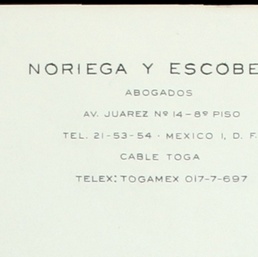 NORIEGA Y ESCOBE
ABOGADOS
AV. JUAREZ Nº 14-8º PISO
TEL. 21-53-54 - MEXICO 1, D. F.
CABLE TOGA
TELEX: TOGAMEX 017-7-697